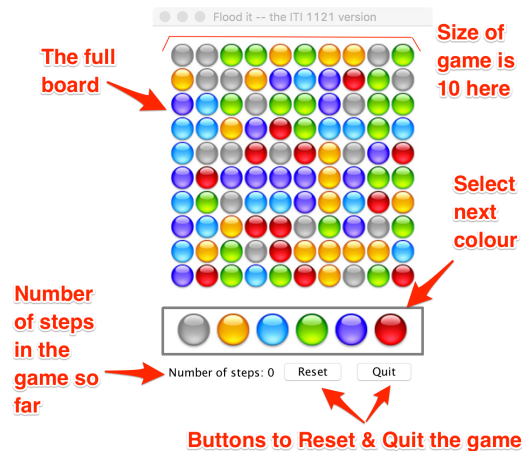 Flood it -- the ITI 1121 version
The full
board
Size of
game is
10 here
Select
next
colour
Number
of steps
in the
game so
far
Number of steps: 0
Reset
Quit
Buttons to Reset & Quit the game